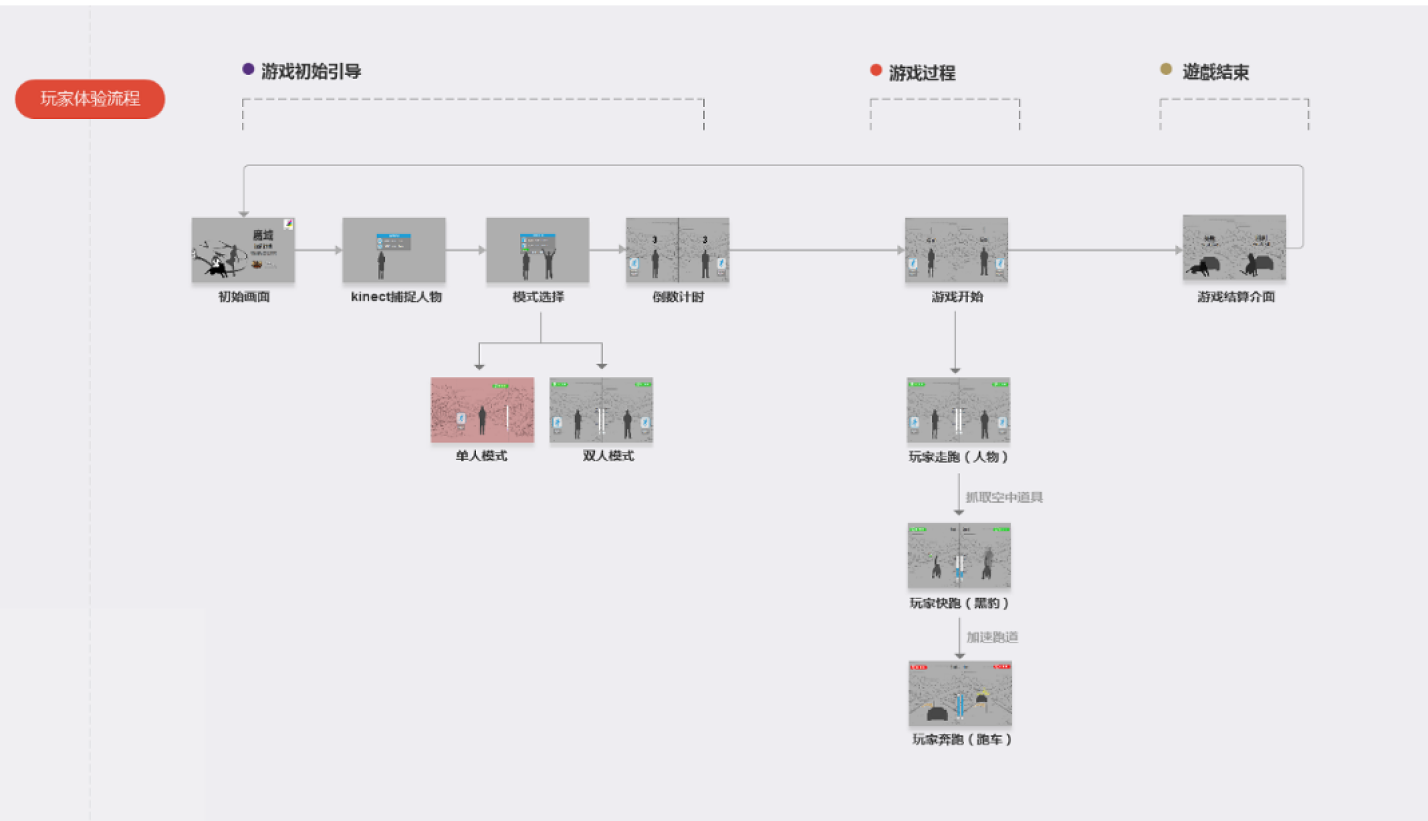 游戏初始引导
游戏过程
遊戲结束
玩家体验流程
3
3
初始画面
kinect捕捉人物
模式选择
倒数计时
游戏开始
游戏结算介面
单人模式
双人模式
玩家走跑（人物）
抓取空中道具
玩家快跑（黑豹）
加速跑道
玩家奔跑（跑车）